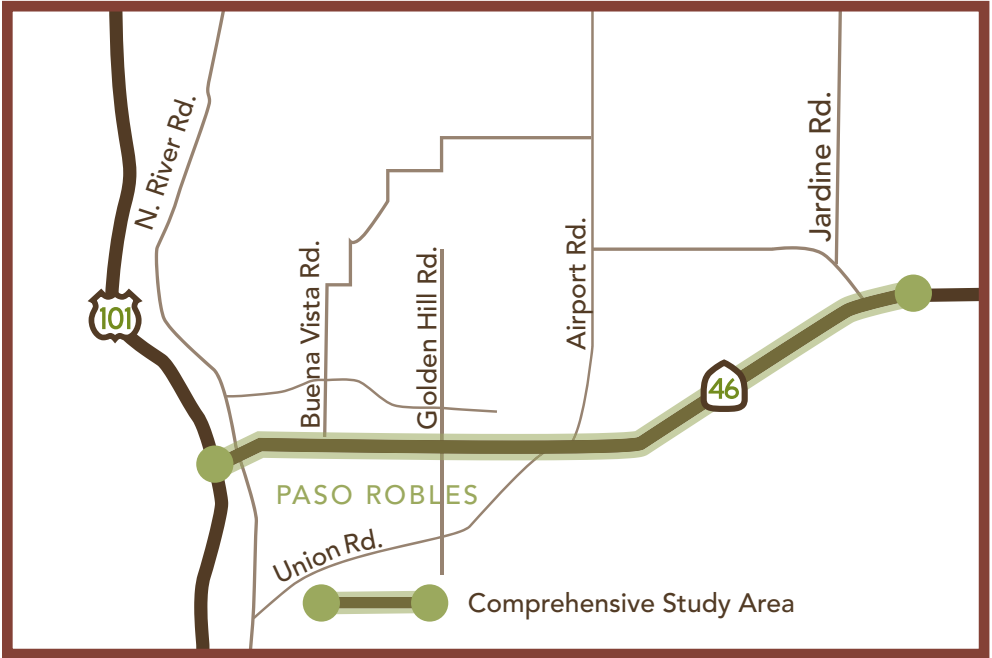 N. River Rd.
Jardine Rd.
Airport Rd.
Buena Vista Rd.
Golden Hill Rd.
101
46
PASO ROBLES
Union Rd.
Comprehensive Study Area